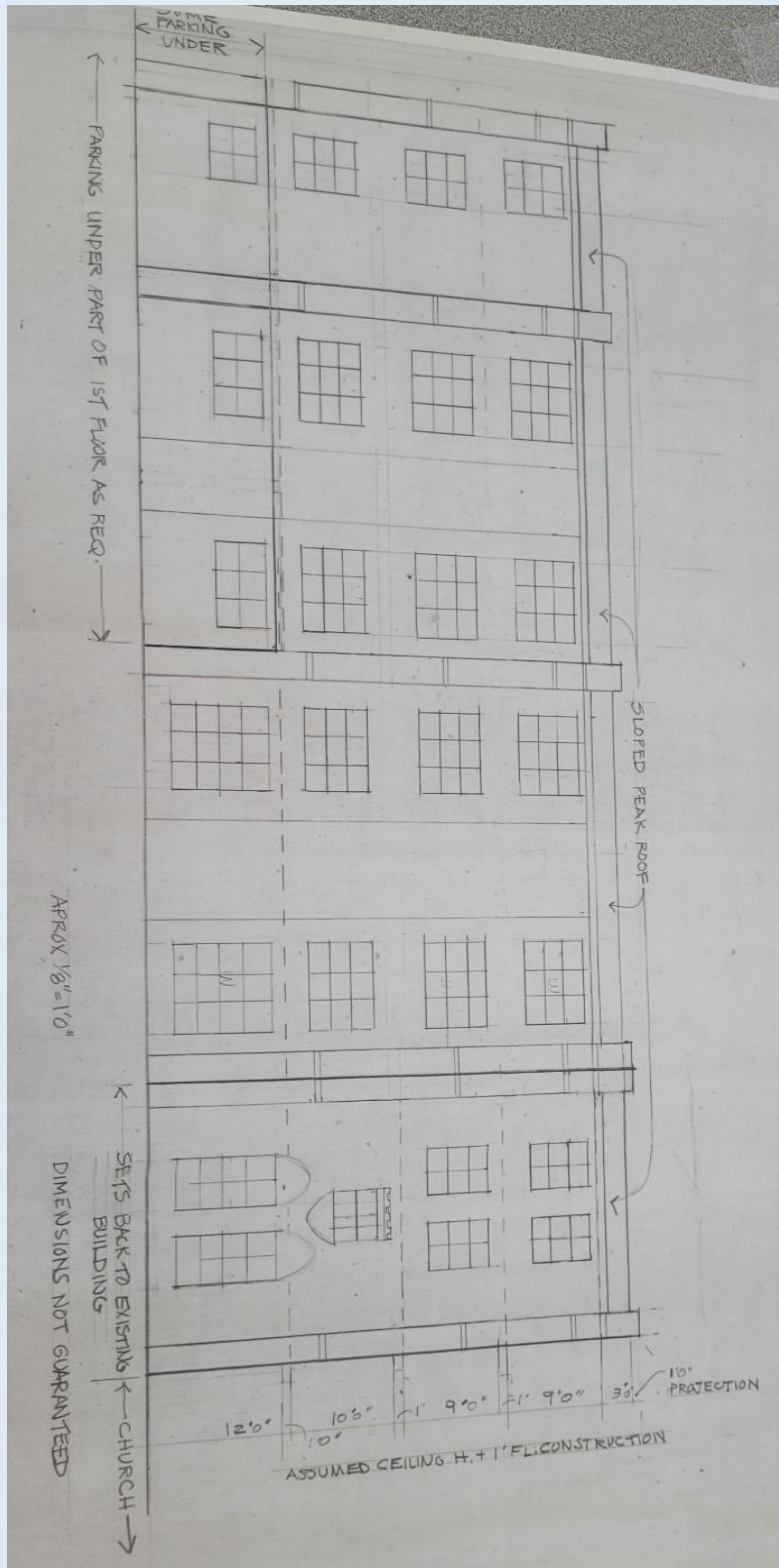 SOME
PARKING
UNDER
PARKING UNDER PART OF 1ST FLOOR AS REQ.
SLOPED PEAK ROOF
APROX 1/8"=1'0"
SETS BACK TO EXISTING
BUILDING
CHURCH
DIMENSIONS NOT GUARANTEED
12'0"
1'0"
10'0"
1'
9'0"
1'
9'0"
3'0"
1'0"
PROJECTION
ASSUMED CEILING H. + 1' FL. CONSTRUCTION